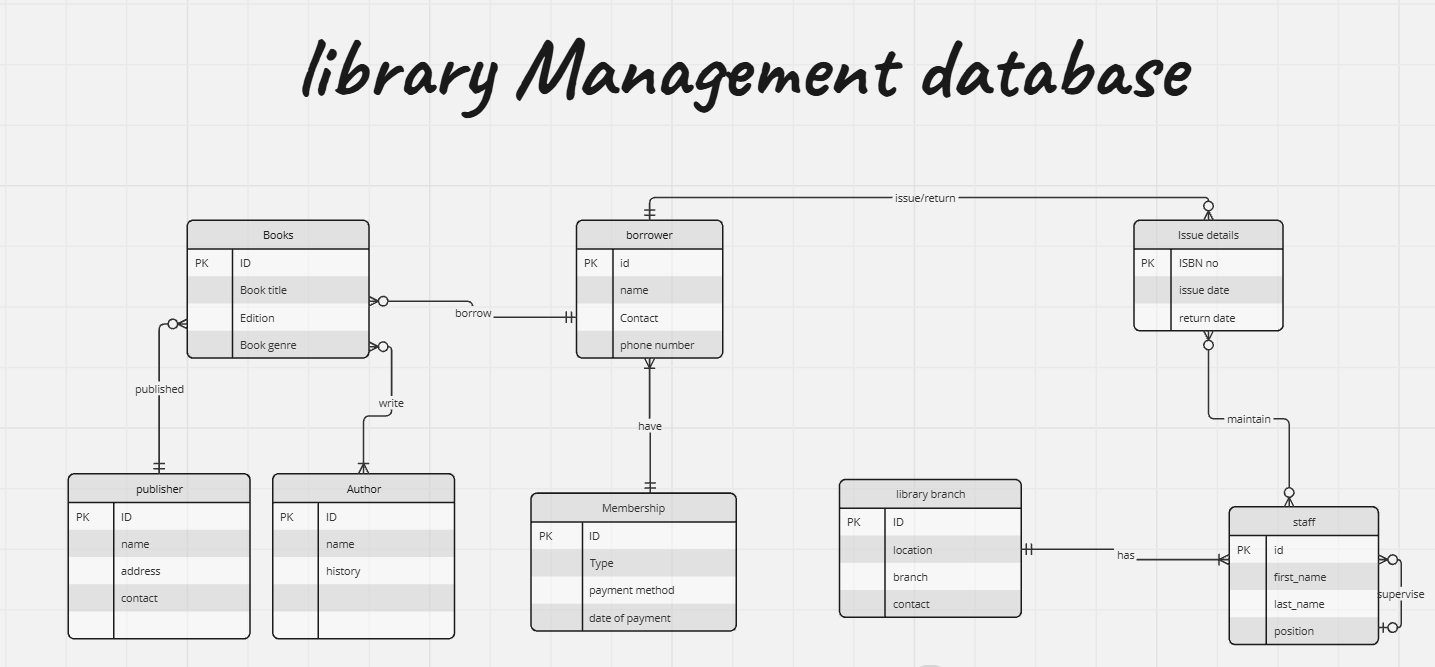 library Management database
issue/return
Books
PK ID
Book title
Edition
Book genre
borrow
borrower
PK id
name
Contact
phone number
Issue details
PK ISBN no
issue date
return date
published
write
have
maintain
publisher
PK ID
name
address
contact
Author
PK ID
name
history
Membership
PK ID
Type
payment method
date of payment
library branch
PK ID
location
branch
contact
has
staff
PK id
first_name
last_name
position
supervise